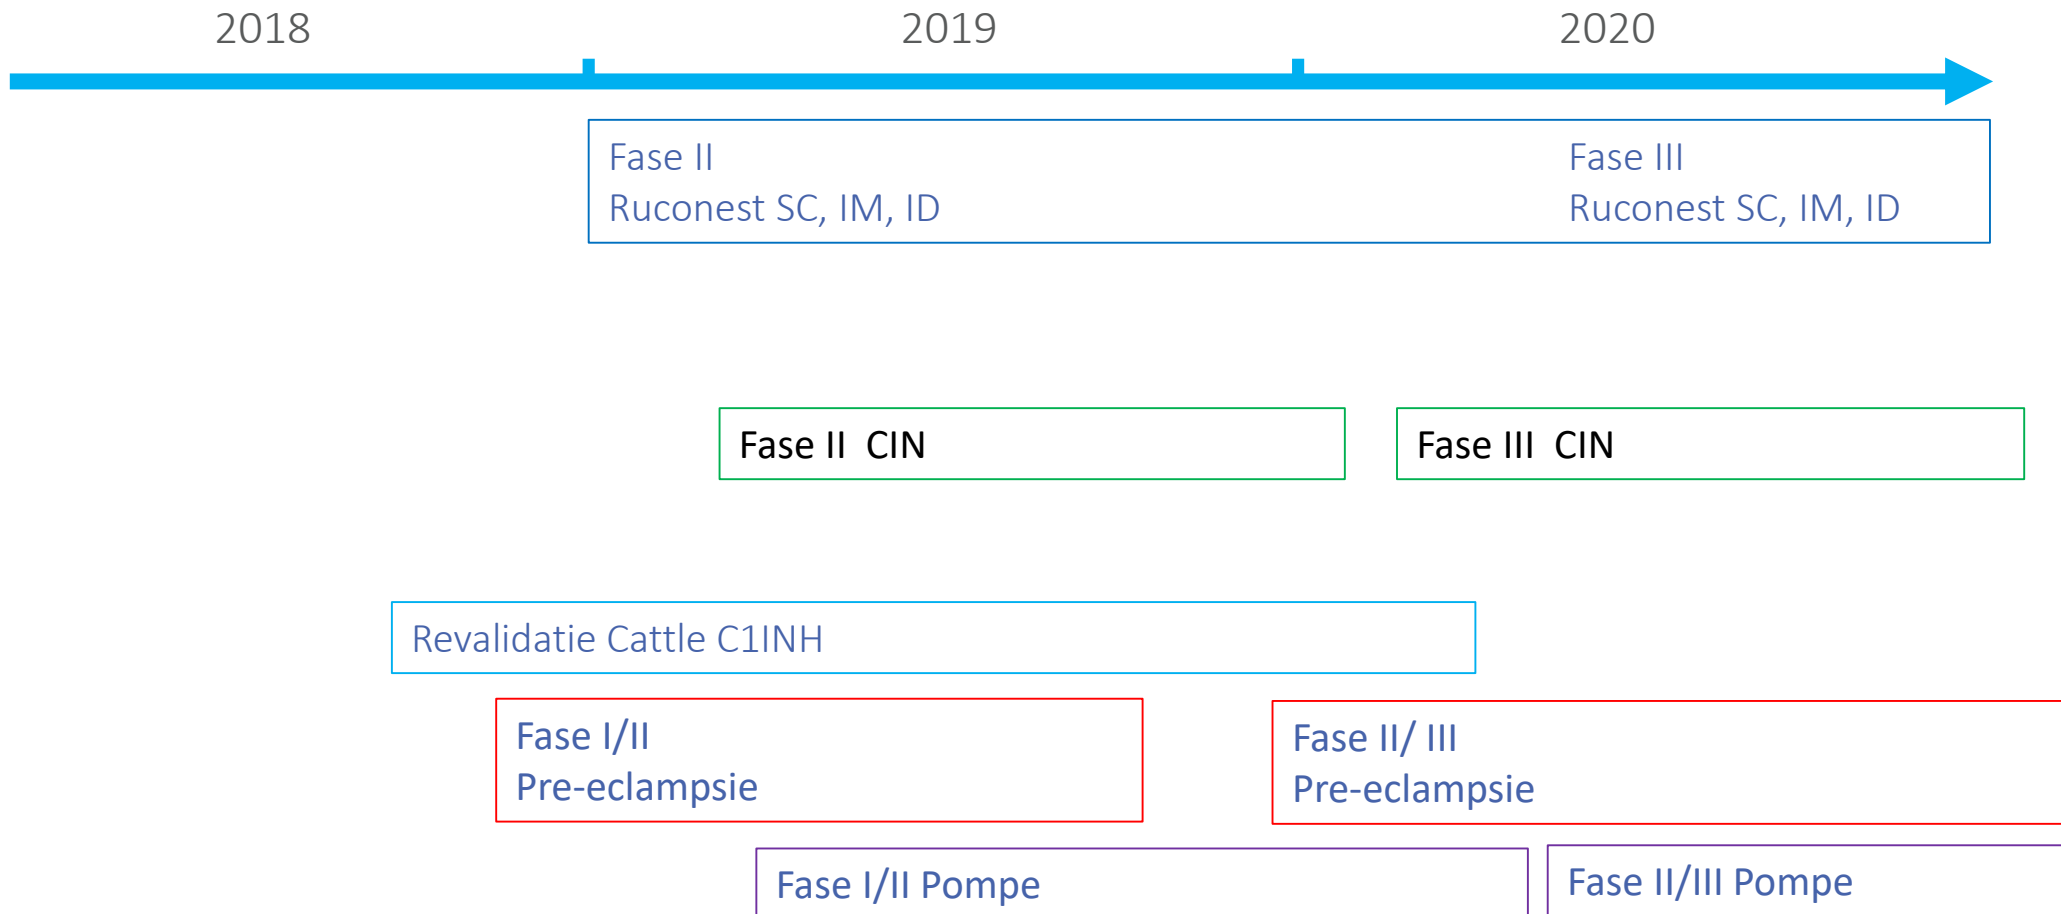 2018
2019
2020
Fase II
Ruconest SC, IM, ID
Fase III
Ruconest SC, IM, ID
Fase II  CIN
Fase III  CIN
Revalidatie Cattle C1INH
Fase I/II
Pre-eclampsie
Fase II/ III
Pre-eclampsie
Fase I/II Pompe
Fase II/III Pompe